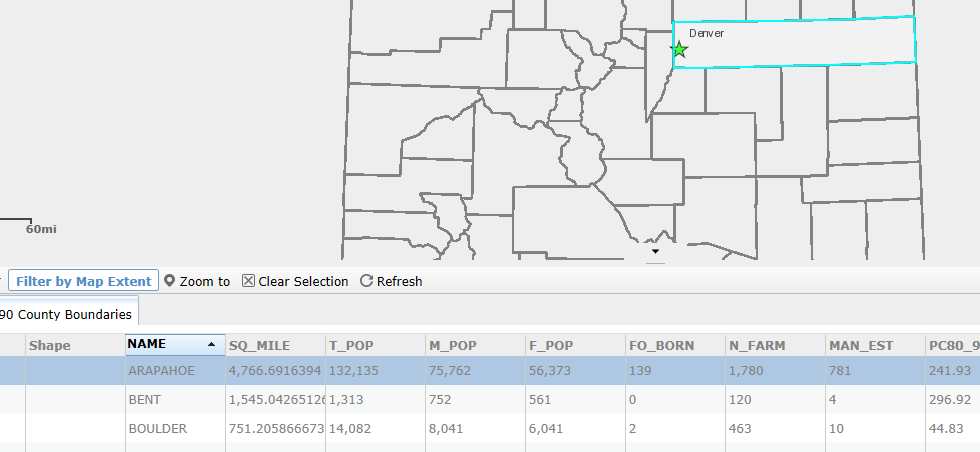 Denver
60mi
Filter by Map Extent Zoom to Clear Selection Refresh
90 County Boundaries
Shape NAME SQ_MILE T_POP M_POP F_POP FO_BORN N_FARM MAN_EST PC80_9
ARAPAHOE 4,766.6916394 132,135 75,762 56,373 139 1,780 781 241.93
BENT 1,545.04265126 1,313 752 561 0 120 4 296.92
BOULDER 751.205866673 14,082 8,041 6,041 2 463 10 44.83